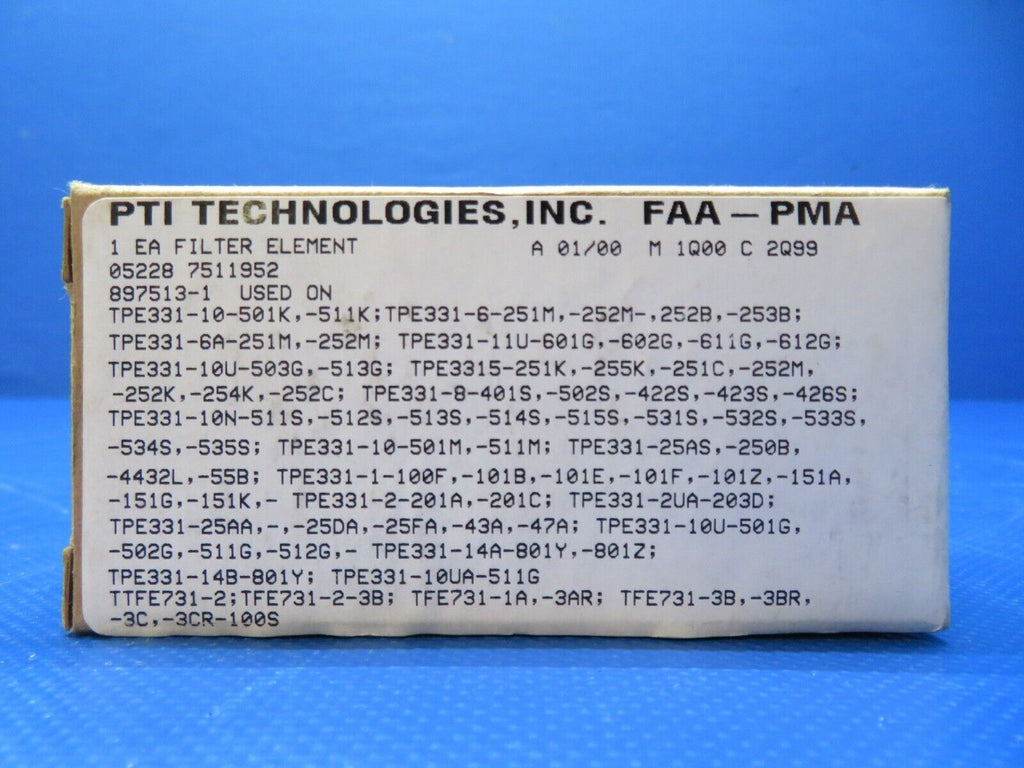 PTI TECHNOLOGIES,INC. FAA – PMA
1 EA FILTER ELEMENT A 01/00 M 1Q00 C 2Q99
05228 7511952
897513-1 USED ON
TPE331-10-501K,-511K;TPE331-6-251M,-252M-,252B,-253B;
TPE331-6A-251M,-252M; TPE331-11U-601G,-602G,-611G,-612G;
TPE331-10U-503G,-513G; TPE3315-251K,-255K,-251C,-252M,
-252K,-254K,-252C; TPE331-8-401S,-502S,-422S,-423S,-426S;
TPE331-10N-511S,-512S,-513S,-514S,-515S,-531S,-532S,-533S,
-534S,-535S; TPE331-10-501M,-511M; TPE331-25AS,-250B,
-4432L,-55B; TPE331-1-100F,-101B,-101E,-101F,-101Z,-151A,
-151G,-151K,- TPE331-2-201A,-201C; TPE331-2UA-203D;
TPE331-25AA,-,-25DA,-25FA,-43A,-47A; TPE331-10U-501G,
-502G,-511G,-512G,- TPE331-14A-801Y,-801Z;
TPE331-14B-801Y; TPE331-10UA-511G
TTFE731-2;TFE731-2-3B; TFE731-1A,-3AR; TFE731-3B,-3BR,
-3C,-3CR-100S